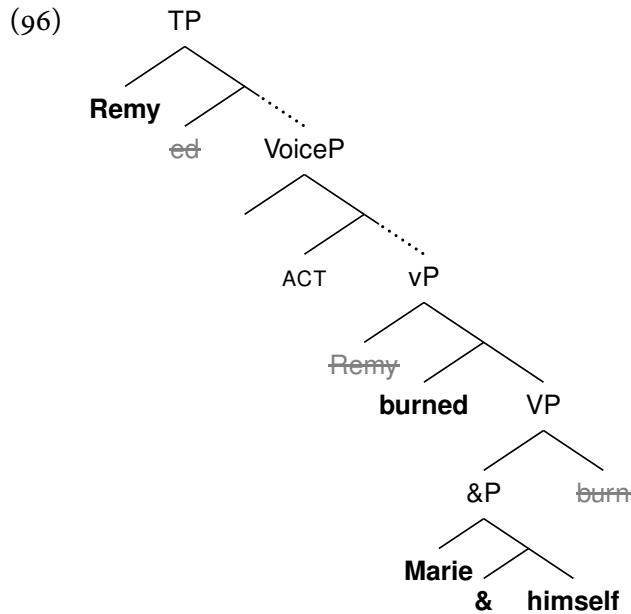 (96) TP
Remy
ed
VoiceP
ACT
vP
Remy
burned
VP
&P
burn
Marie
& himself